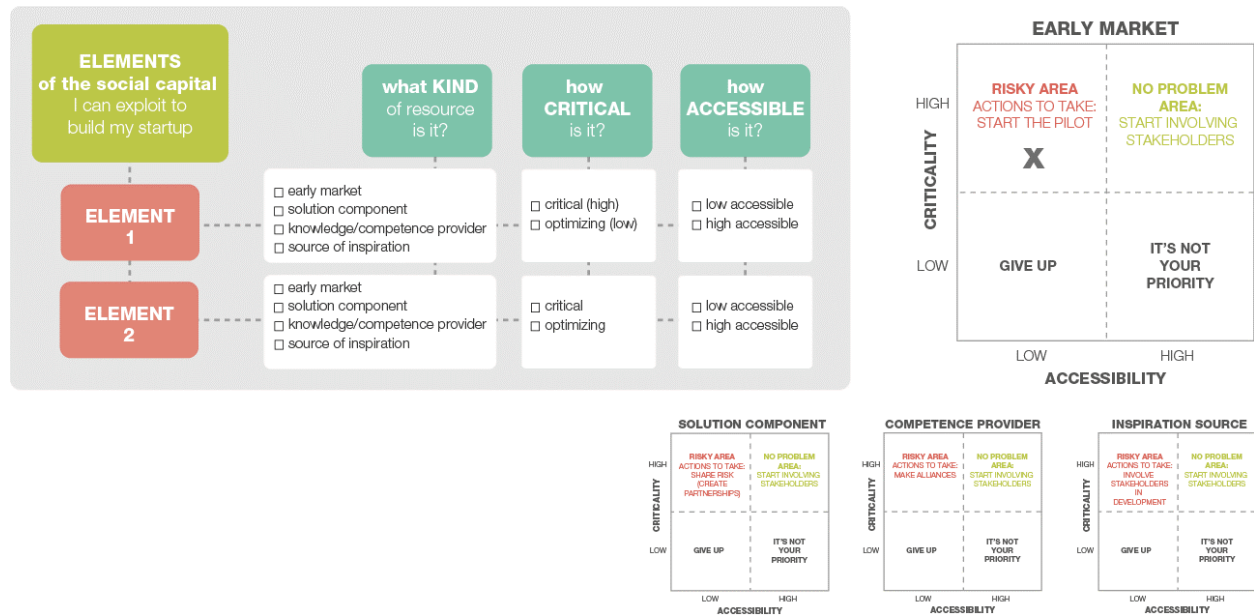 ELEMENTS
of the social capital
I can exploit to
build my startup
what KIND
of resource
is it?
how
CRITICAL
is it?
how
ACCESSIBLE
is it?
ELEMENT
1
□ early market
□ solution component
□ knowledge/competence provider
□ source of inspiration
□ critical (high)
□ optimizing (low)
□ low accessible
□ high accessible
ELEMENT
2
□ early market
□ solution component
□ knowledge/competence provider
□ source of inspiration
□ critical
□ optimizing
□ low accessible
□ high accessible
EARLY MARKET
CRITICALITY
HIGH
LOW
RISKY AREA
ACTIONS TO TAKE:
START THE PILOT
X
NO PROBLEM
AREA:
START INVOLVING
STAKEHOLDERS
GIVE UP
IT'S NOT
YOUR
PRIORITY
LOW
HIGH
ACCESSIBILITY
SOLUTION COMPONENT
CRITICALITY
HIGH
LOW
RISKY AREA
ACTIONS TO TAKE:
SHARE RISK
(CREATE
PARTNERSHIPS)
NO PROBLEM
AREA:
START INVOLVING
STAKEHOLDERS
GIVE UP
IT'S NOT
YOUR
PRIORITY
LOW
HIGH
ACCESSIBILITY
COMPETENCE PROVIDER
CRITICALITY
HIGH
LOW
RISKY AREA
ACTIONS TO TAKE:
MAKE ALLIANCES
NO PROBLEM
AREA:
START INVOLVING
STAKEHOLDERS
GIVE UP
IT'S NOT
YOUR
PRIORITY
LOW
HIGH
ACCESSIBILITY
INSPIRATION SOURCE
CRITICALITY
HIGH
LOW
RISKY AREA
ACTIONS TO TAKE:
INVOLVE
STAKEHOLDERS
IN
DEVELOPMENT
NO PROBLEM
AREA:
START INVOLVING
STAKEHOLDERS
GIVE UP
IT'S NOT
YOUR
PRIORITY
LOW
HIGH
ACCESSIBILITY